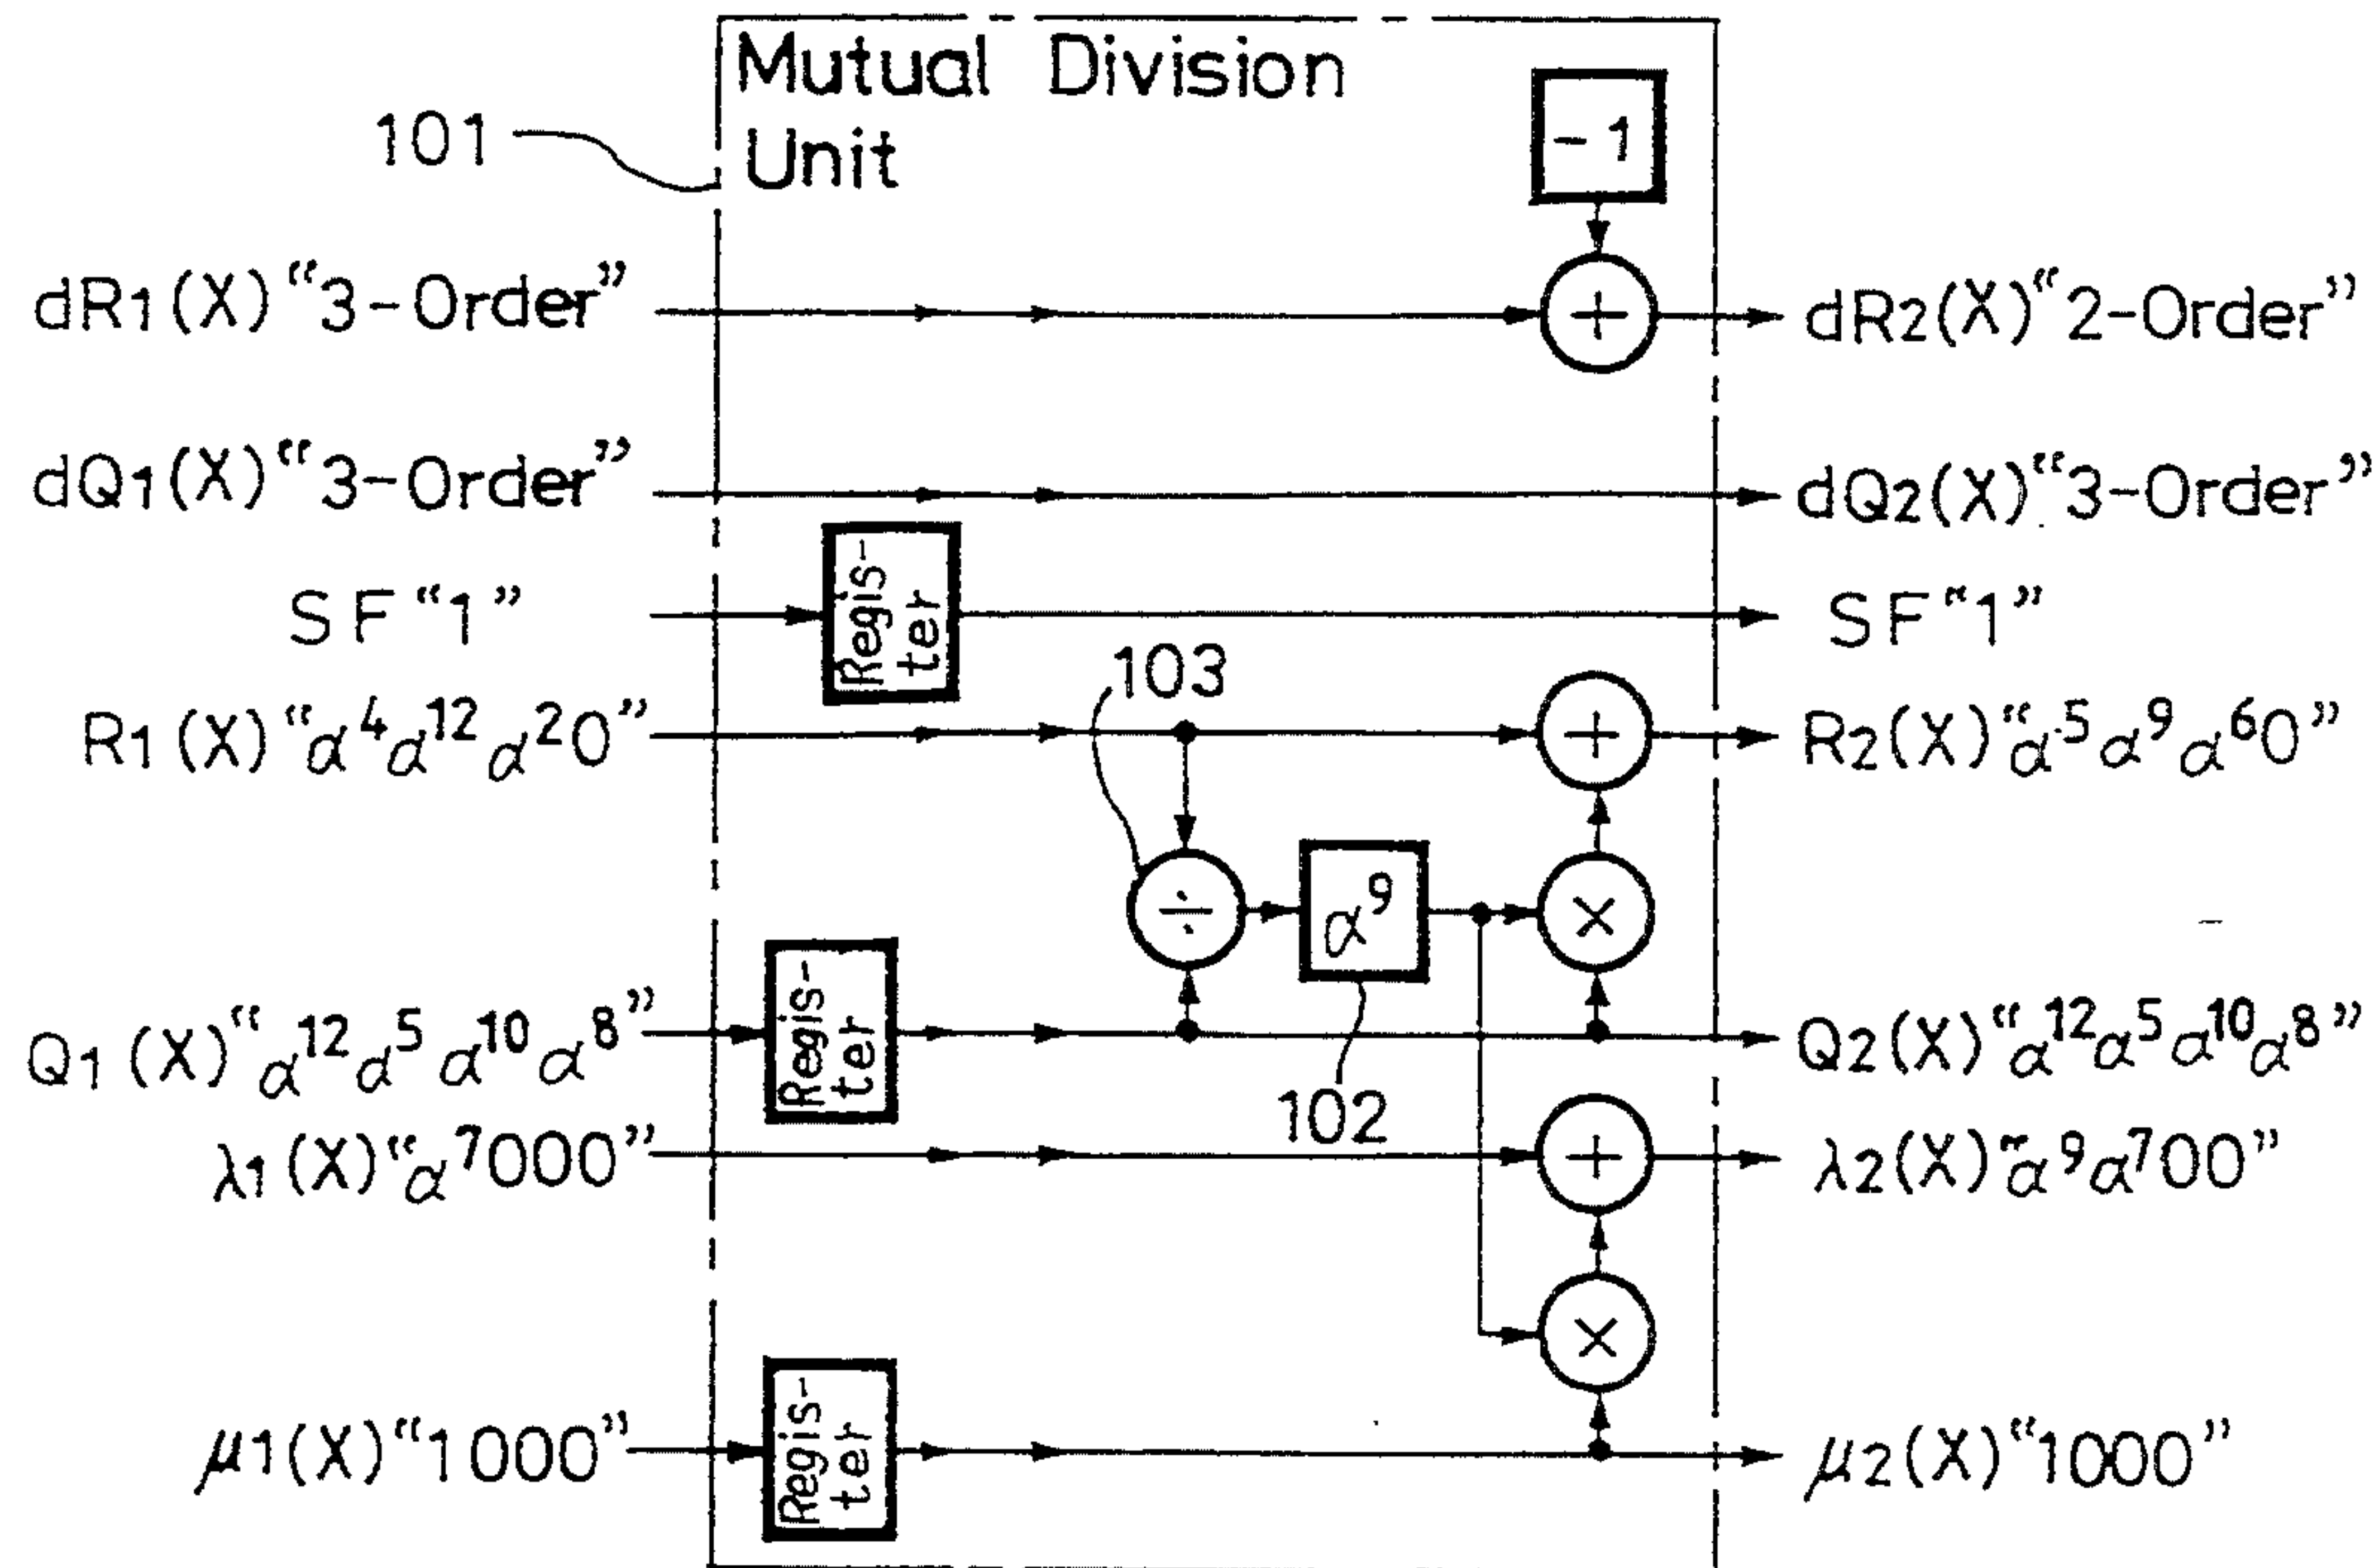 Mutual Division
Unit
101
-1
dR1(X)“3-Order”
+
dR2(X)“2-Order”
dQ1(X)“3-Order”
dQ2(X)“3-Order”
SF“1”
Regis-
ter
SF“1”
103
R1(X)“α⁴α¹²α²0”
+
R2(X)“α⁵α⁹α⁶0”
÷
α⁹
×
Q1(X)“α¹²α⁵α¹⁰α⁸”
Regis-
ter
Q2(X)“α¹²α⁵α¹⁰α⁸”
102
λ1(X)“α⁷000”
+
λ2(X)“α⁹α⁷00”
×
μ1(X)“1000”
Regis-
ter
μ2(X)“1000”